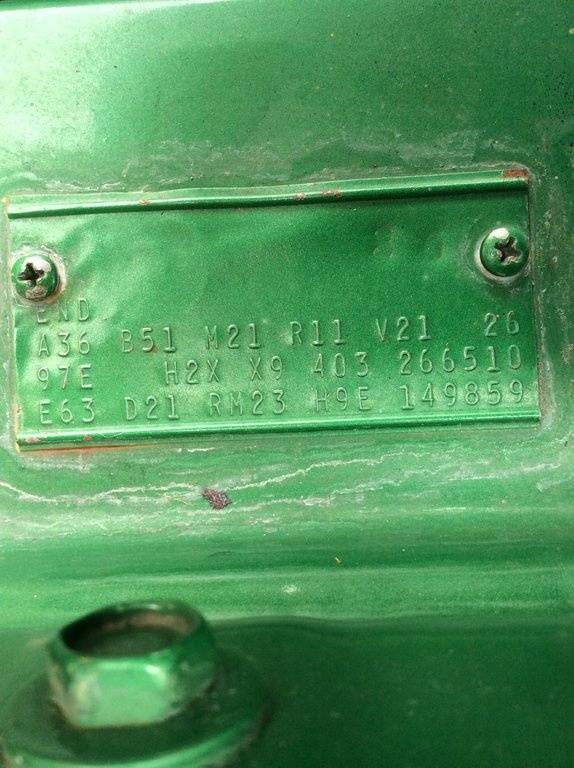 END
A36 B51 M21 R11 V21 26
97E H2X X9 403 266510
E63 D21 RM23 H9E 149859